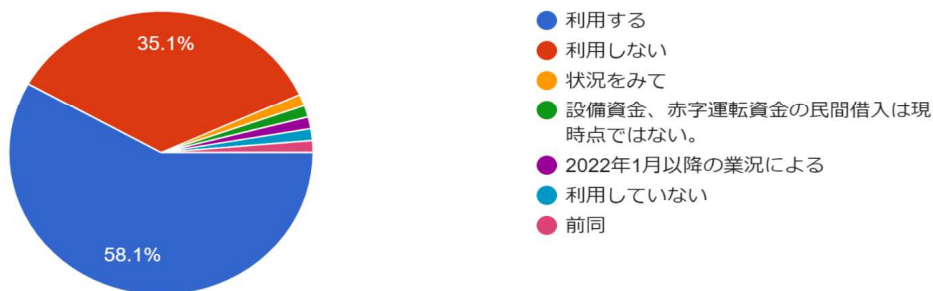 35.1%
58.1%
利用する
利用しない
状況をみて
設備資金、赤字運転資金の民間借入は現
時点ではない。
2022年1月以降の業況による
利用していない
前同